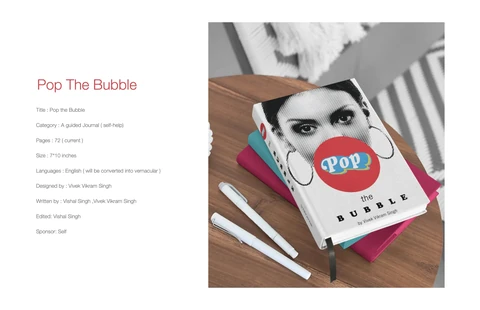 Pop The Bubble
Title : Pop the Bubble
Category : A guided Journal ( self-help)
Pages : 72 ( current )
Size : 7*10 inches
Languages : English ( will be converted into vernacular )
Designed by : Vivek Vikram Singh
Written by : Vishal Singh ,Vivek Vikram Singh
Edited: Vishal Singh
Sponsor: Self
Pop
the
BUBBLE
by Vivek Vikram Singh